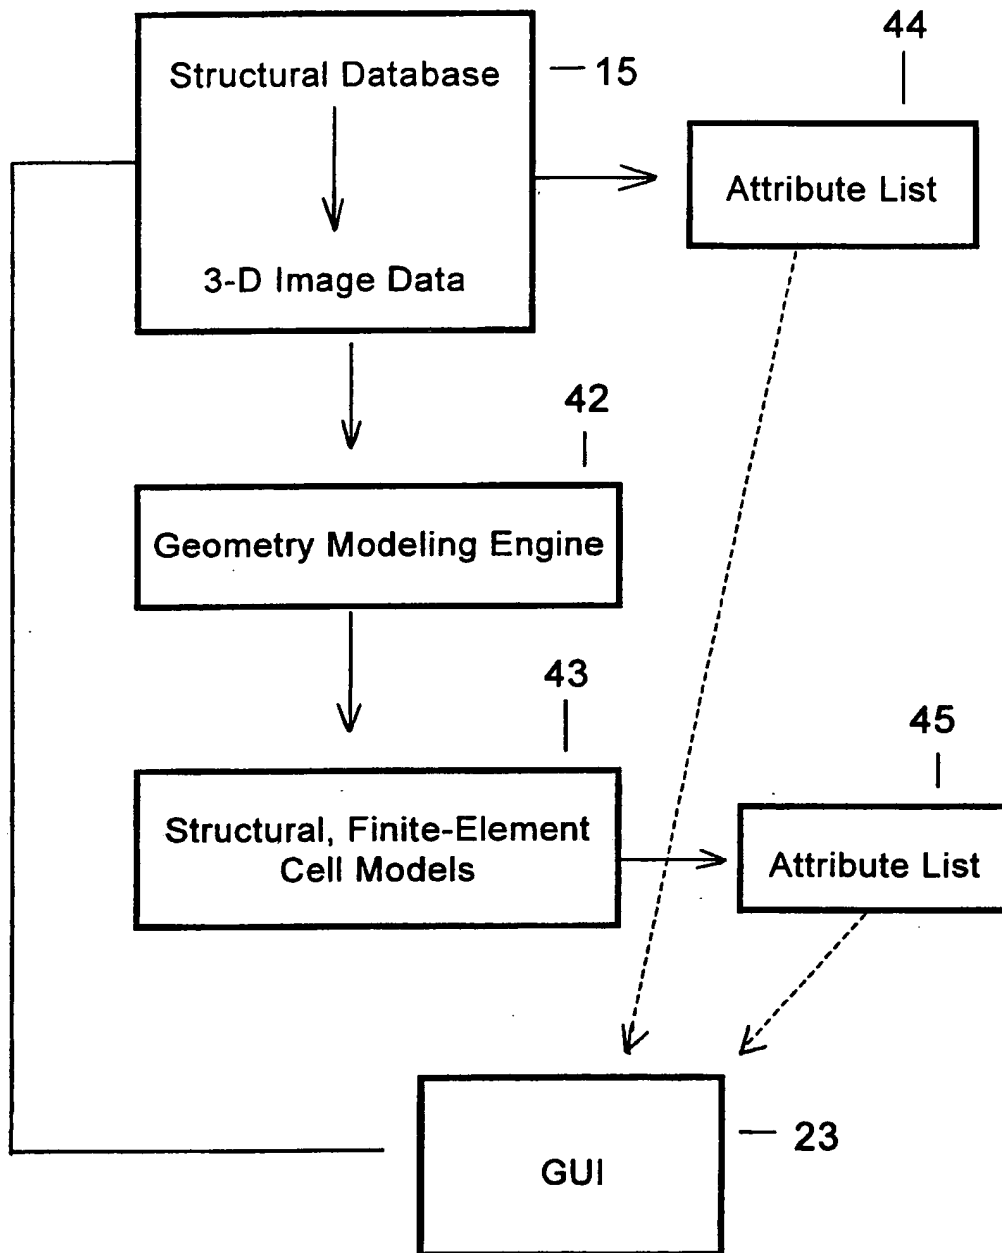 44
Structural Database
15
Attribute List
3-D Image Data
42
Geometry Modeling Engine
43
45
Structural, Finite-Element
Cell Models
Attribute List
23
GUI